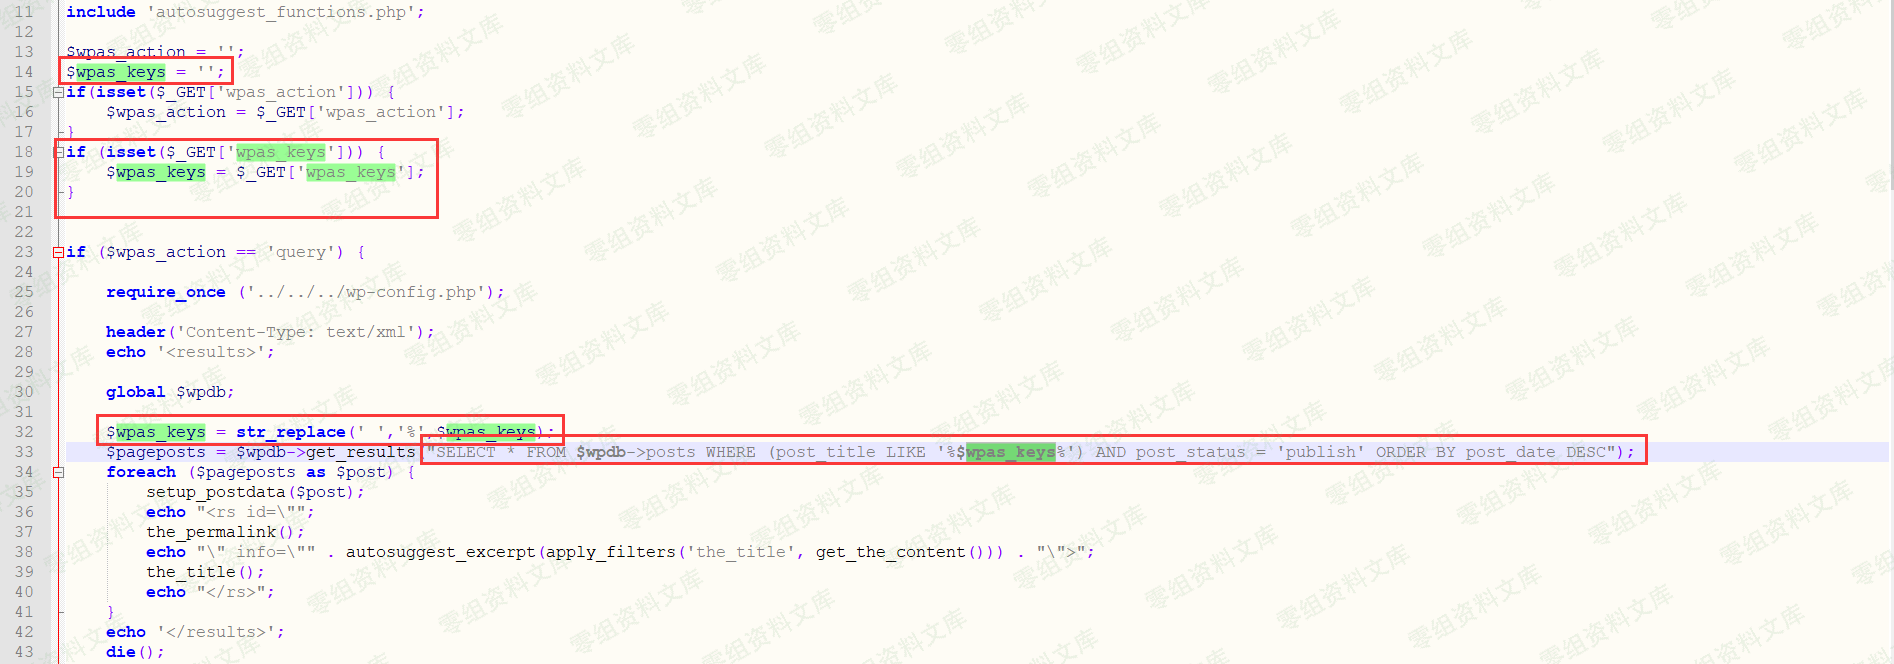 11 include 'autosuggest_functions.php';
12
13 $wpas_action = '';
14 $wpas_keys = '';
15 if(isset($_GET['wpas_action'])) {
16 $wpas_action = $_GET['wpas_action'];
17 }
18 if (isset($_GET['wpas_keys'])) {
19 $wpas_keys = $_GET['wpas_keys'];
20 }
21
22
23 if ($wpas_action == 'query') {
24
25 require_once ('../../../wp-config.php');
26
27 header('Content-Type: text/xml');
28 echo '<results>';
29
30 global $wpdb;
31
32 $wpas_keys = str_replace(' ','%',$wpas_keys);
33 $pageposts = $wpdb->get_results("SELECT * FROM $wpdb->posts WHERE (post_title LIKE '%$wpas_keys%') AND post_status = 'publish' ORDER BY post_date DESC");
34 foreach ($pageposts as $post) {
35 setup_postdata($post);
36 echo "<rs id=\"";
37 the_permalink();
38 echo "\" info=\"" . autosuggest_excerpt(apply_filters('the_title', get_the_content())) . "\">";
39 the_title();
40 echo "</rs>";
41 }
42 echo '</results>';
43 die();
零组资料文库